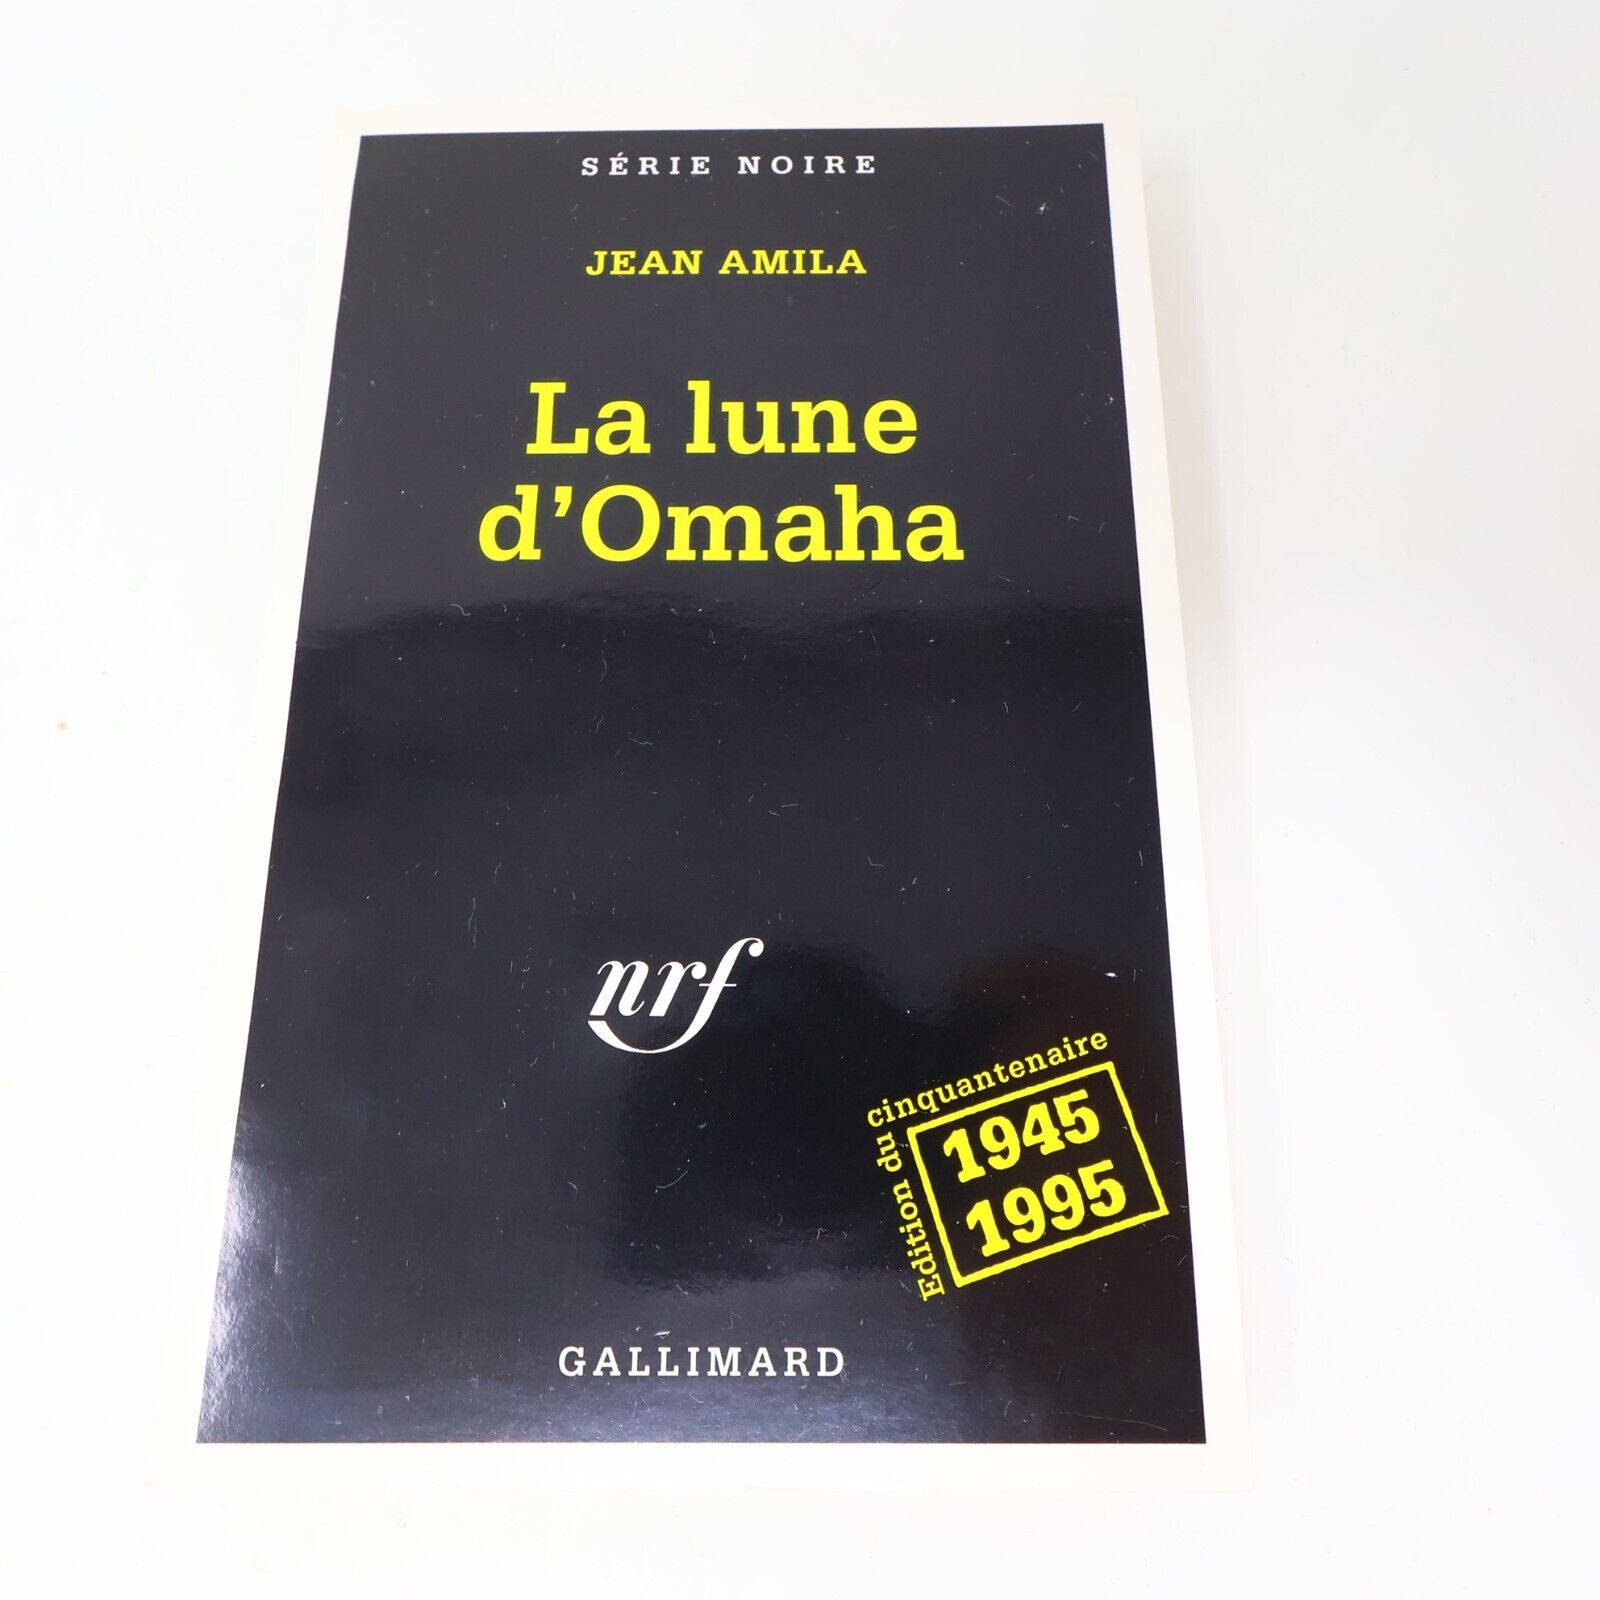 SÉRIE NOIRE
JEAN AMILA
La lune
d'Omaha
nrf
Edition du cinquantenaire
1945
1995
GALLIMARD